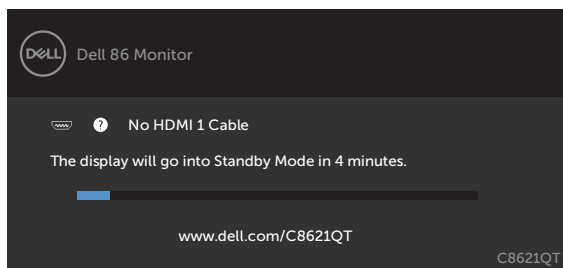 DELL
Dell 86 Monitor
? No HDMI 1 Cable
The display will go into Standby Mode in 4 minutes.
www.dell.com/C8621QT
C8621QT